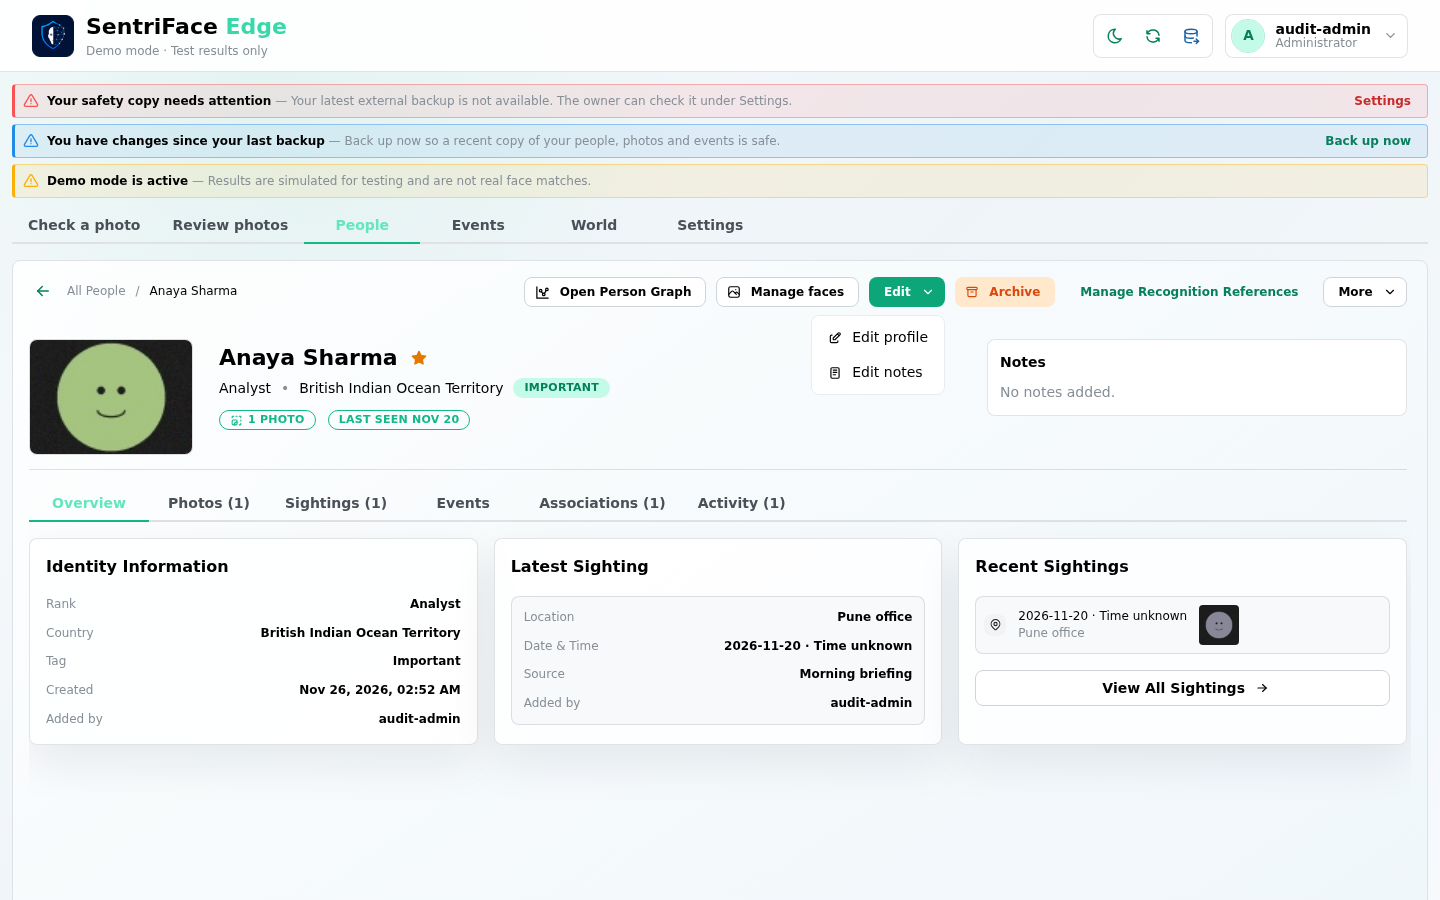 SentriFace Edge
Demo mode · Test results only
A
audit-admin
Administrator
Your safety copy needs attention — Your latest external backup is not available. The owner can check it under Settings.
Settings
You have changes since your last backup — Back up now so a recent copy of your people, photos and events is safe.
Back up now
Demo mode is active — Results are simulated for testing and are not real face matches.
Check a photo
Review photos
People
Events
World
Settings
All People / Anaya Sharma
Open Person Graph
Manage faces
Edit
Archive
Manage Recognition References
More
Edit profile
Edit notes
Anaya Sharma
Analyst • British Indian Ocean Territory IMPORTANT
1 PHOTO
LAST SEEN NOV 20
Notes
No notes added.
Overview
Photos (1)
Sightings (1)
Events
Associations (1)
Activity (1)
Identity Information
Rank Analyst
Country British Indian Ocean Territory
Tag Important
Created Nov 26, 2026, 02:52 AM
Added by audit-admin
Latest Sighting
Location Pune office
Date & Time 2026-11-20 · Time unknown
Source Morning briefing
Added by audit-admin
Recent Sightings
2026-11-20 · Time unknown
Pune office
View All Sightings